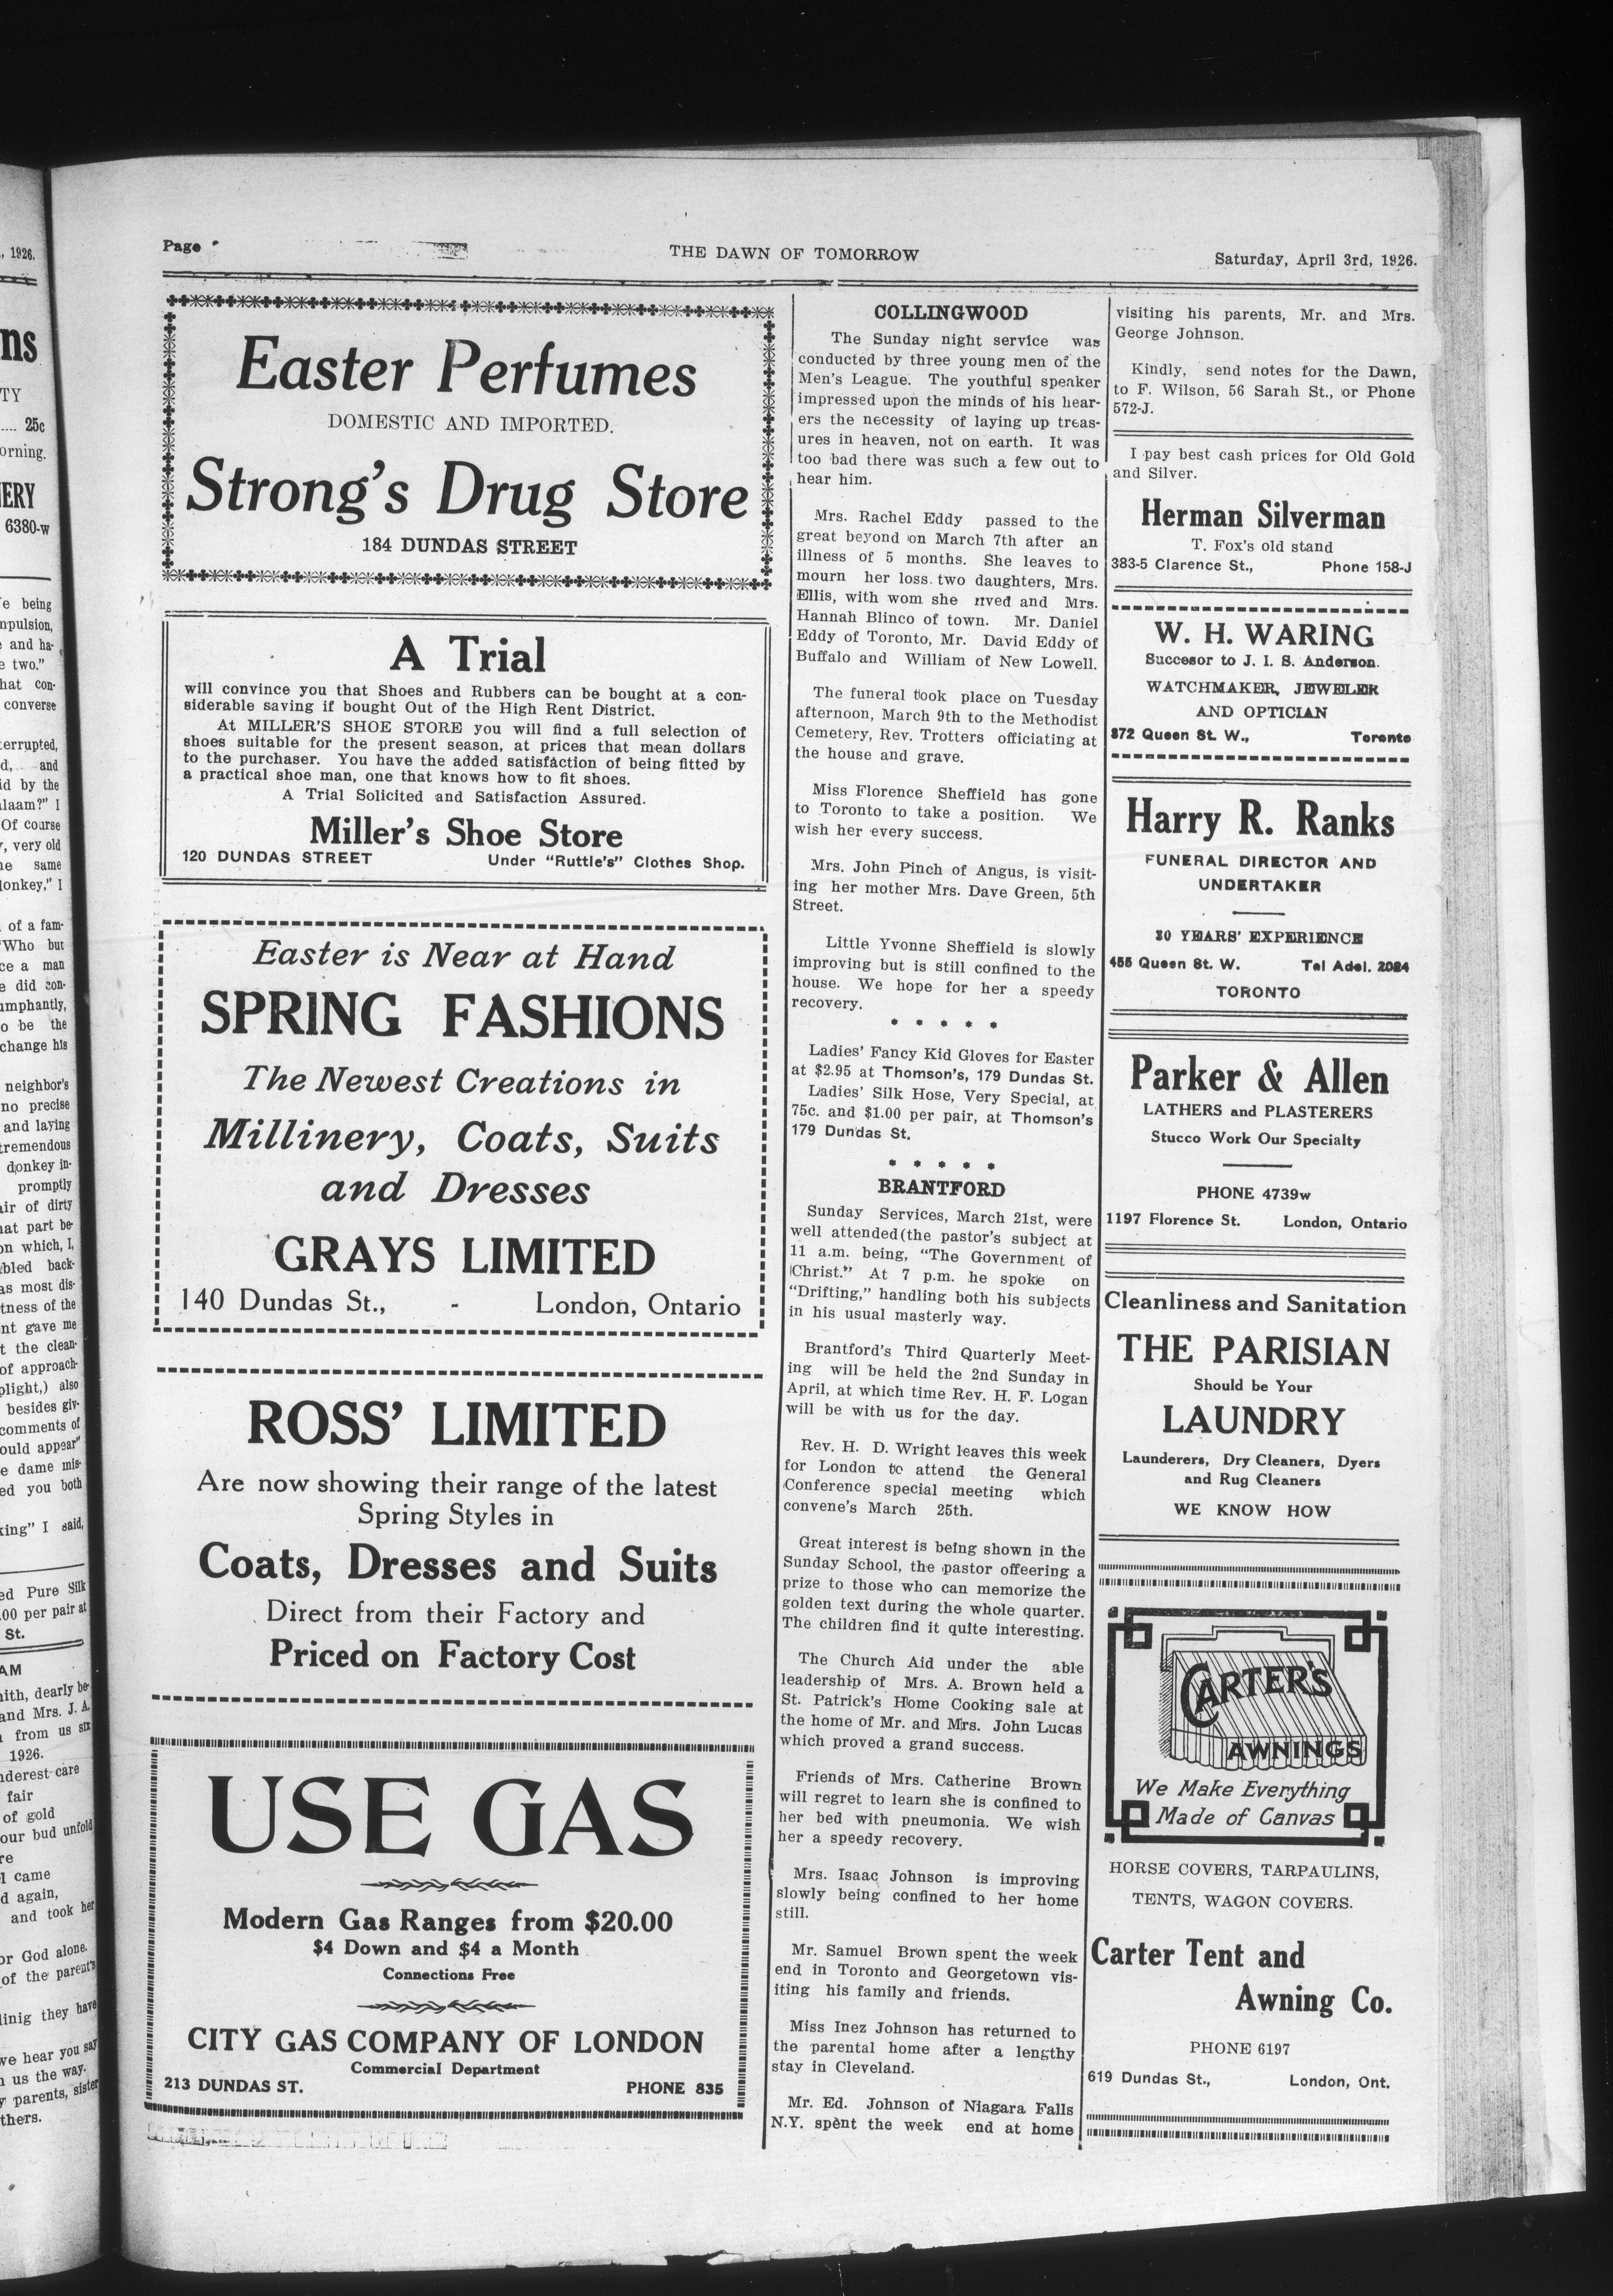 Page
THE DAWN OF TOMORROW
Saturday, April 3rd, 1926.
Easter Perfumes
DOMESTIC AND IMPORTED.
Strong's Drug Store
184 DUNDAS STREET
A Trial
will convince you that Shoes and Rubbers can be bought at a con-
siderable saving if bought Out of the High Rent District.
At MILLER'S SHOE STORE you will find a full selection of
shoes suitable for the present season, at prices that mean dollars
to the purchaser. You have the added satisfaction of being fitted by
a practical shoe man, one that knows how to fit shoes.
A Trial Solicited and Satisfaction Assured.
Miller's Shoe Store
120 DUNDAS STREET Under "Ruttle's" Clothes Shop.
Easter is Near at Hand
SPRING FASHIONS
The Newest Creations in
Millinery, Coats, Suits
and Dresses
GRAYS LIMITED
140 Dundas St., - London, Ontario
ROSS' LIMITED
Are now showing their range of the latest
Spring Styles in
Coats, Dresses and Suits
Direct from their Factory and
Priced on Factory Cost
USE GAS
Modern Gas Ranges from $20.00
$4 Down and $4 a Month
Connections Free
CITY GAS COMPANY OF LONDON
Commercial Department
213 DUNDAS ST. PHONE 835
COLLINGWOOD
The Sunday night service was
conducted by three young men of the
Men's League. The youthful speaker
impressed upon the minds of his hear-
ers the necessity of laying up treas-
ures in heaven, not on earth. It was
too bad there was such a few out to
hear him.
Mrs. Rachel Eddy passed to the
great beyond on March 7th after an
illness of 5 months. She leaves to
mourn her loss two daughters, Mrs.
Ellis, with wom she lived and Mrs.
Hannah Blinco of town. Mr. Daniel
Eddy of Toronto, Mr. David Eddy of
Buffalo and William of New Lowell.
The funeral took place on Tuesday
afternoon, March 9th to the Methodist
Cemetery, Rev. Trotters officiating at
the house and grave.
Miss Florence Sheffield has gone
to Toronto to take a position. We
wish her every success.
Mrs. John Pinch of Angus, is visit-
ing her mother Mrs. Dave Green, 5th
Street.
Little Yvonne Sheffield is slowly
improving but is still confined to the
house. We hope for her a speedy
recovery.
* * * * *
Ladies' Fancy Kid Gloves for Easter
at $2.95 at Thomson's, 179 Dundas St.
Ladies' Silk Hose, Very Special, at
75c. and $1.00 per pair, at Thomson's
179 Dundas St.
* * * * *
BRANTFORD
Sunday Services, March 21st, were
well attended(the pastor's subject at
11 a.m. being, "The Government of
Christ." At 7 p.m. he spoke on
"Drifting," handling both his subjects
in his usual masterly way.
Brantford's Third Quarterly Meet-
ing will be held the 2nd Sunday in
April, at which time Rev. H. F. Logan
will be with us for the day.
Rev. H. D. Wright leaves this week
for London to attend the General
Conference special meeting which
convene's March 25th.
Great interest is being shown in the
Sunday School, the pastor offeering a
prize to those who can memorize the
golden text during the whole quarter.
The children find it quite interesting.
The Church Aid under the able
leadership of Mrs. A. Brown held a
St. Patrick's Home Cooking sale at
the home of Mr. and Mrs. John Lucas
which proved a grand success.
Friends of Mrs. Catherine Brown
will regret to learn she is confined to
her bed with pneumonia. We wish
her a speedy recovery.
Mrs. Isaac Johnson is improving
slowly being confined to her home
still.
Mr. Samuel Brown spent the week
end in Toronto and Georgetown vis-
iting his family and friends.
Miss Inez Johnson has returned to
the parental home after a lengthy
stay in Cleveland.
Mr. Ed. Johnson of Niagara Falls
N.Y. spent the week end at home
visiting his parents, Mr. and Mrs.
George Johnson.
Kindly, send notes for the Dawn,
to F. Wilson, 56 Sarah St., or Phone
572-J.
I pay best cash prices for Old Gold
and Silver.
Herman Silverman
T. Fox's old stand
383-5 Clarence St., Phone 158-J
W. H. WARING
Succesor to J. I. S. Anderson.
WATCHMAKER, JEWELER
AND OPTICIAN
872 Queen St. W., Toronto
Harry R. Ranks
FUNERAL DIRECTOR AND
UNDERTAKER
30 YEARS' EXPERIENCE
455 Queen St. W. Tel Adel. 2024
TORONTO
Parker & Allen
LATHERS and PLASTERERS
Stucco Work Our Specialty
PHONE 4739w
1197 Florence St. London, Ontario
Cleanliness and Sanitation
THE PARISIAN
Should be Your
LAUNDRY
Launderers, Dry Cleaners, Dyers
and Rug Cleaners
WE KNOW HOW
CARTER'S
AWNINGS
We Make Everything
Made of Canvas
HORSE COVERS, TARPAULINS,
TENTS, WAGON COVERS.
Carter Tent and
Awning Co.
PHONE 6197
619 Dundas St., London, Ont.